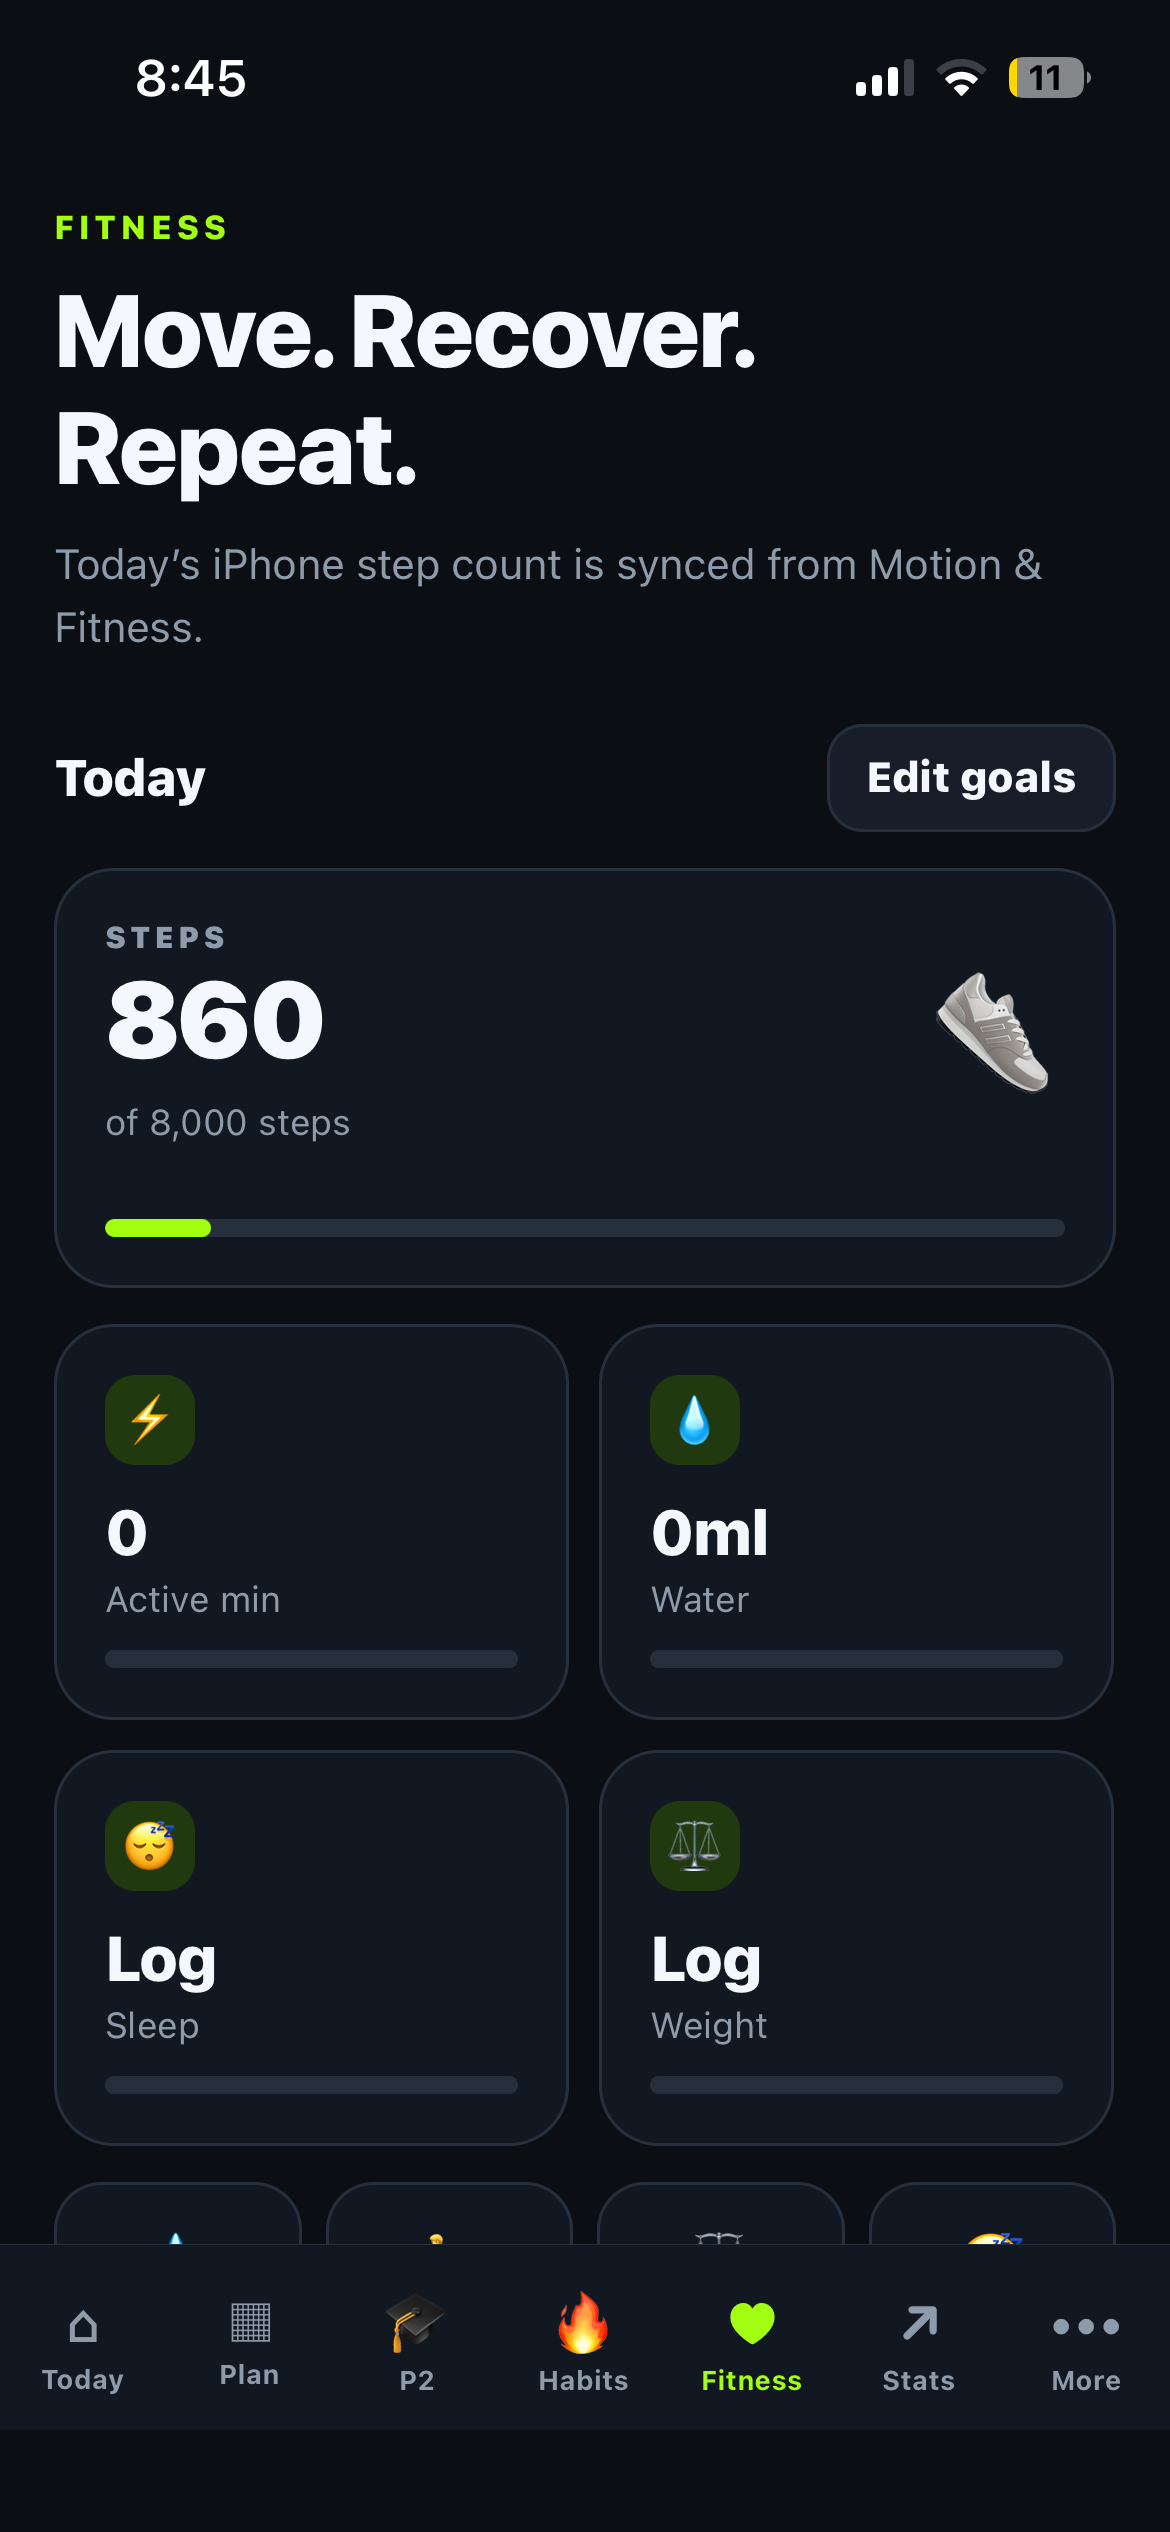 8:45
11
FITNESS
Move. Recover.
Repeat.
Today’s iPhone step count is synced from Motion &
Fitness.
Today
Edit goals
STEPS
860
of 8,000 steps
0
Active min
0ml
Water
Log
Sleep
Log
Weight
Today
Plan
P2
Habits
Fitness
Stats
More